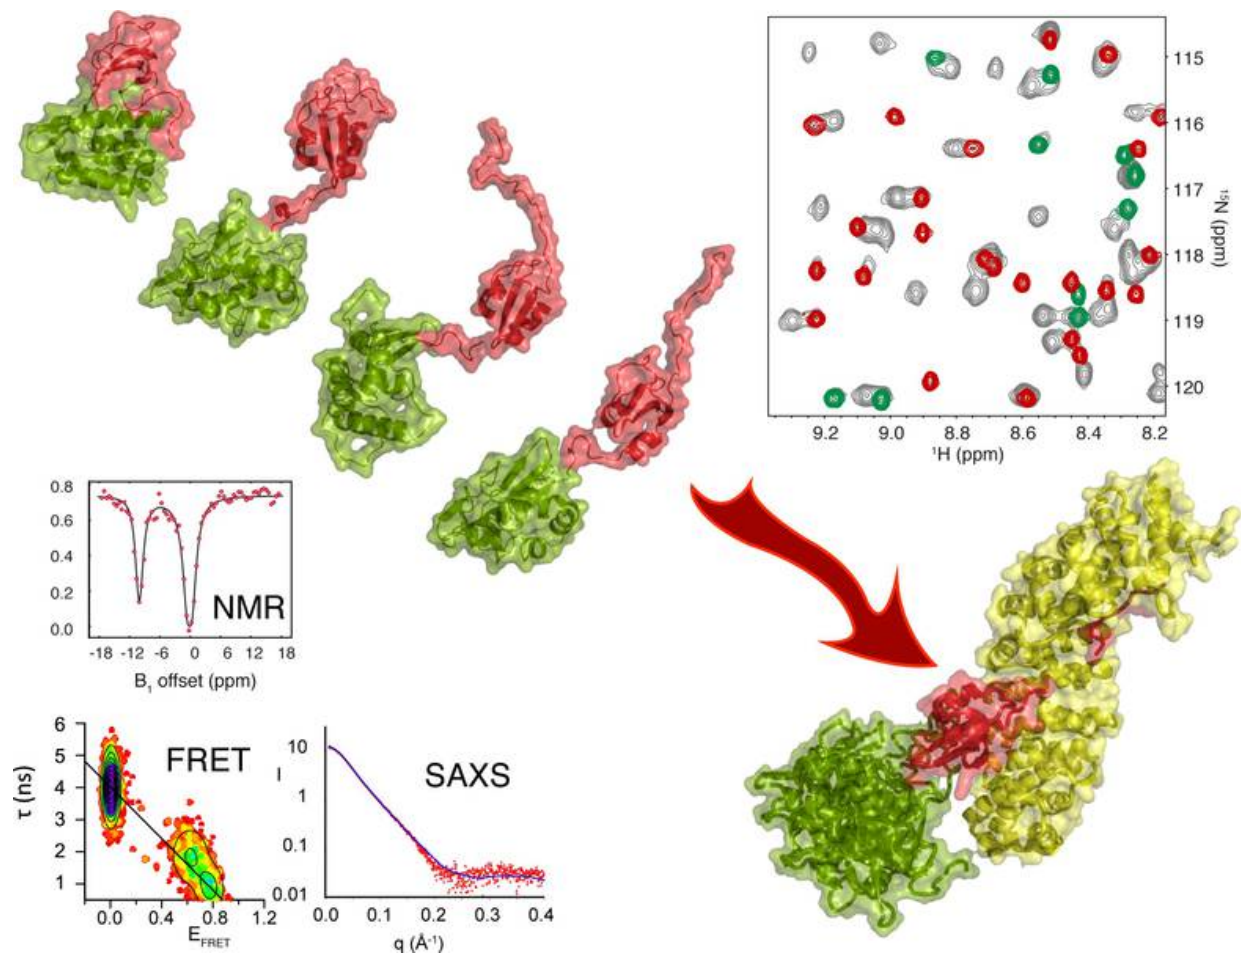 115
116
117
118
119
120
¹⁵N (ppm)
9.2 9.0 8.8 8.6 8.4 8.2
¹H (ppm)
0.8
0.6
0.4
0.2
0.0
NMR
-18 -12 -6 0 6 12 18
B₁ offset (ppm)
6
5
4
3
2
1
τ (ns)
FRET
0.0 0.4 0.8 1.2
E_FRET
I
10
1
0.1
0.01
SAXS
0.0 0.1 0.2 0.3 0.4
q (Å⁻¹)